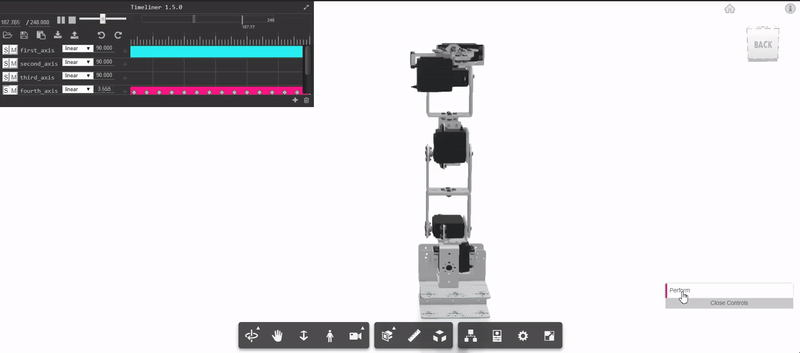 Timeliner 1.5.0
187.785 / 248.000
248
187.77
S M first_axis linear 90.000
S M second_axis linear 90.000
S M third_axis linear 90.000
S M fourth_axis linear -3.555
BACK
Perform
Close Controls